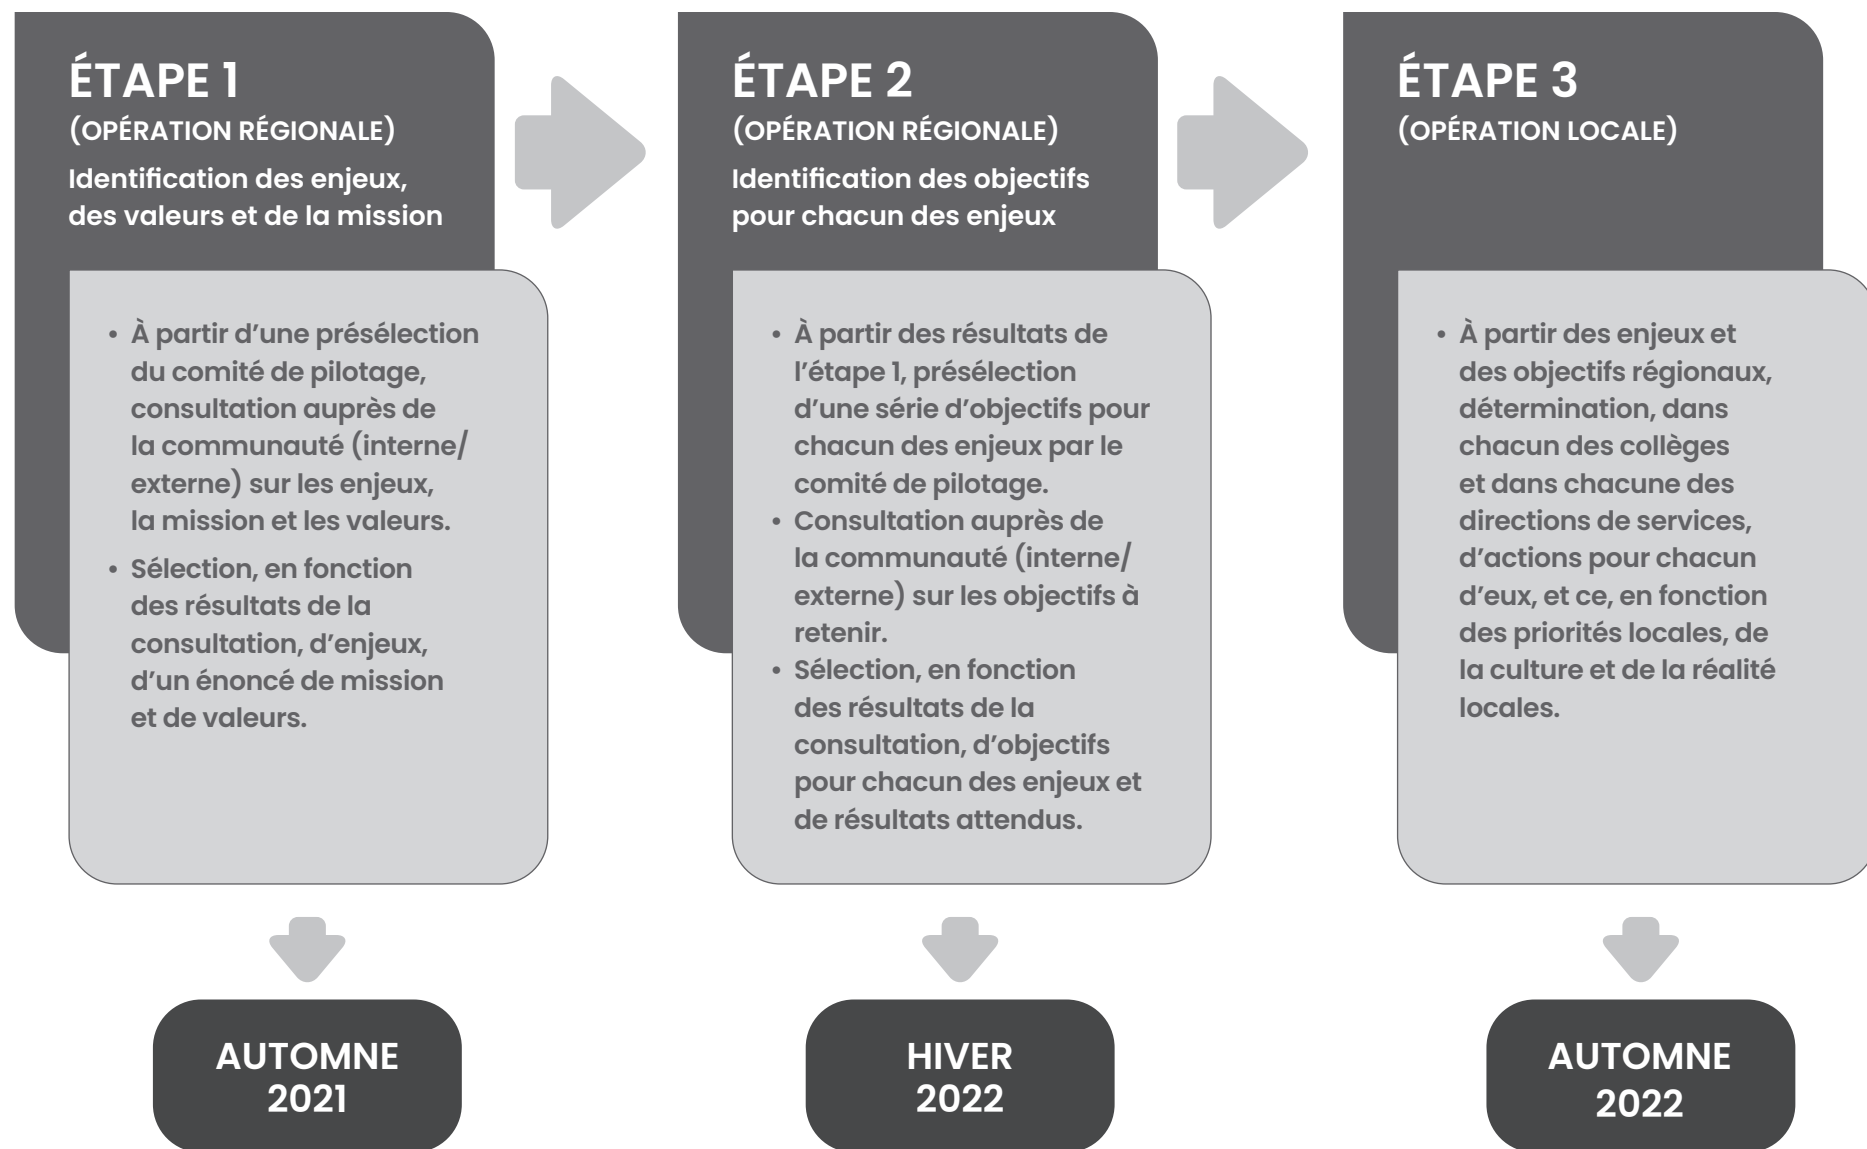 ÉTAPE 1
(OPÉRATION RÉGIONALE)
Identification des enjeux,
des valeurs et de la mission
• À partir d’une présélection
du comité de pilotage,
consultation auprès de
la communauté (interne/
externe) sur les enjeux,
la mission et les valeurs.
• Sélection, en fonction
des résultats de la
consultation, d’enjeux,
d’un énoncé de mission
et de valeurs.
AUTOMNE
2021
ÉTAPE 2
(OPÉRATION RÉGIONALE)
Identification des objectifs
pour chacun des enjeux
• À partir des résultats de
l’étape 1, présélection
d’une série d’objectifs pour
chacun des enjeux par le
comité de pilotage.
• Consultation auprès de
la communauté (interne/
externe) sur les objectifs à
retenir.
• Sélection, en fonction
des résultats de la
consultation, d’objectifs
pour chacun des enjeux et
de résultats attendus.
HIVER
2022
ÉTAPE 3
(OPÉRATION LOCALE)
• À partir des enjeux et
des objectifs régionaux,
détermination, dans
chacun des collèges
et dans chacune des
directions de services,
d’actions pour chacun
d’eux, et ce, en fonction
des priorités locales, de
la culture et de la réalité
locales.
AUTOMNE
2022